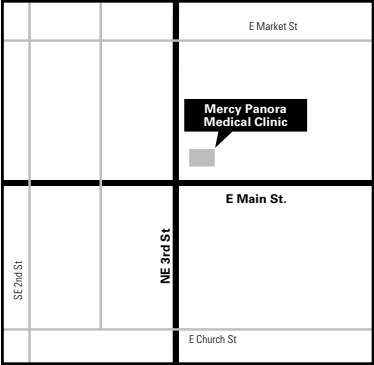 E Market St
Mercy Panora
Medical Clinic
E Main St.
NE 3rd St
SE 2nd St
E Church St